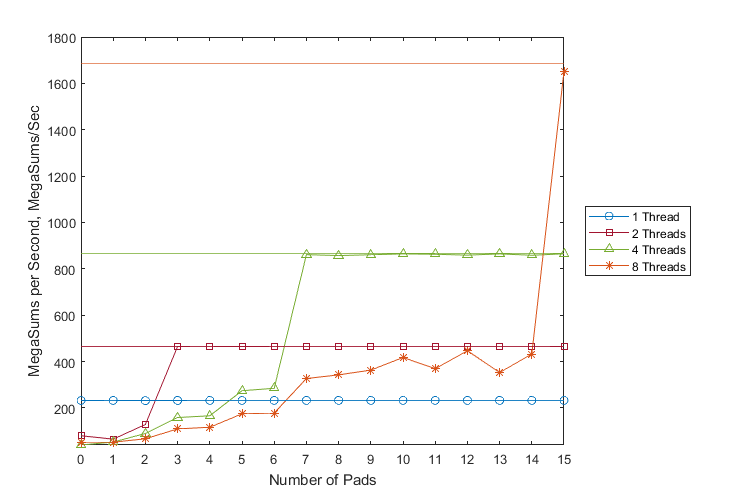 1800
1600
1400
1200
1000
800
600
400
200
MegaSums per Second, MegaSums/Sec
0 1 2 3 4 5 6 7 8 9 10 11 12 13 14 15
Number of Pads
1 Thread
2 Threads
4 Threads
8 Threads